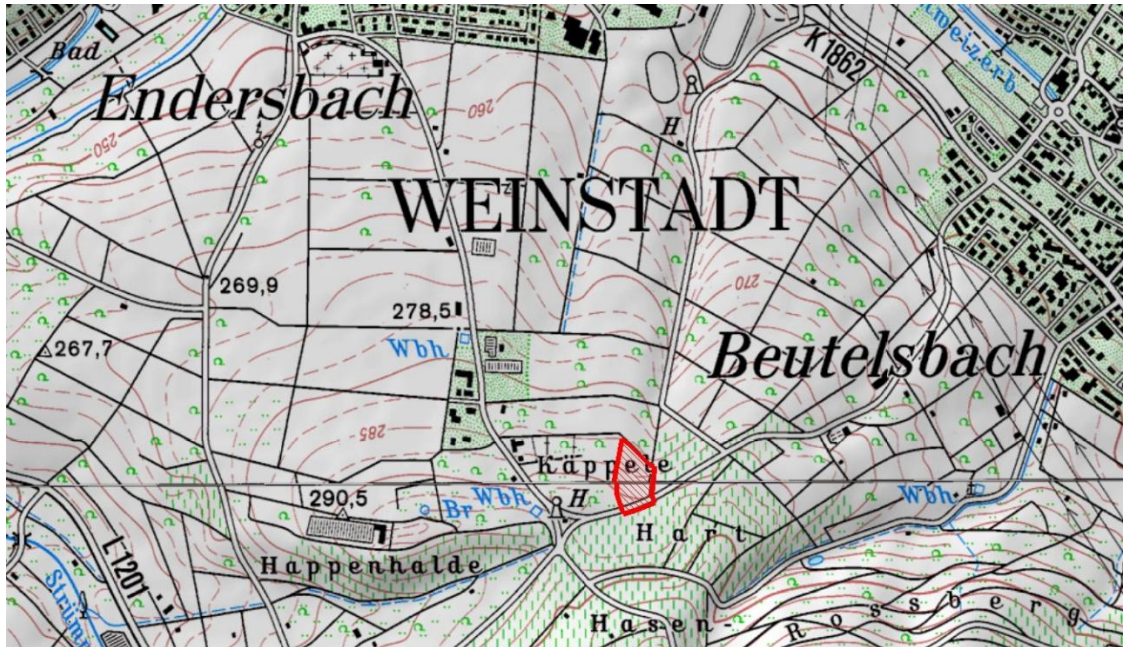 Bad
Endersbach
K 1862
260
250
H
WEINSTADT
269,9
270
278,5
267,7
Wbh
Beutelsbach
285
Käppele
290,5
Wbh
H
Br
Wbh
Hart
L 1201
Happenhalde
Hasen-
Rossberg